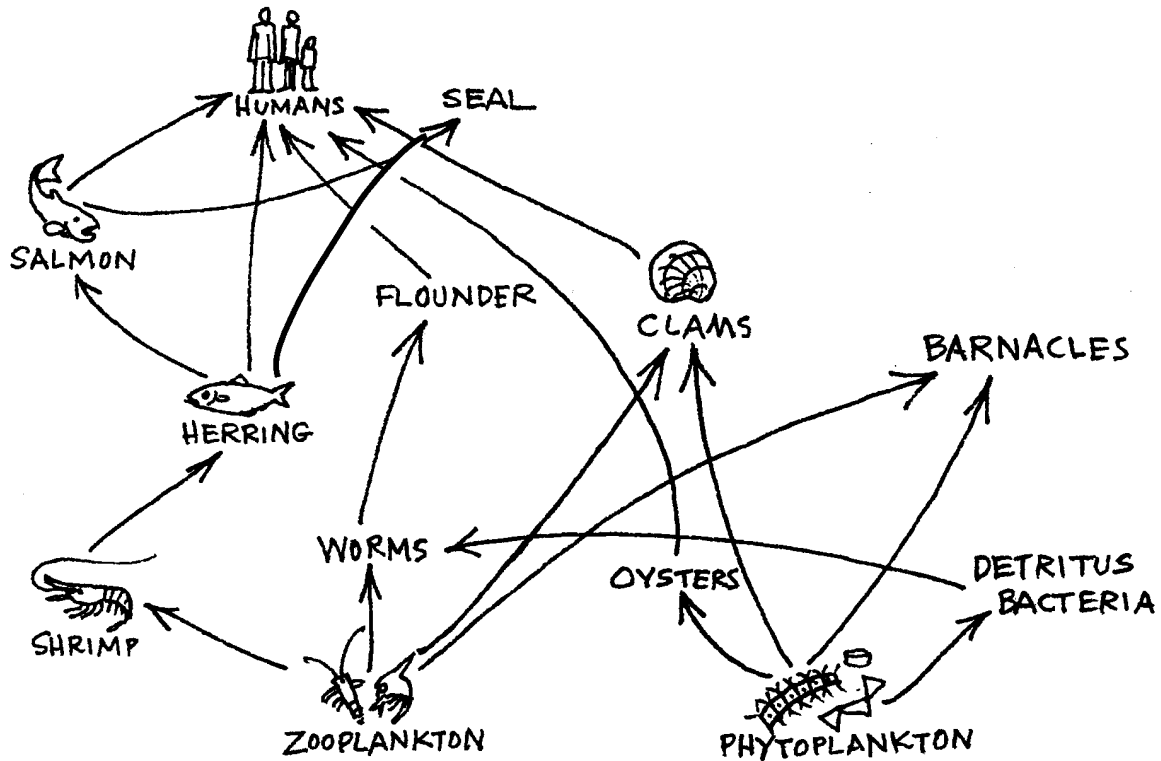 HUMANS
SEAL
SALMON
FLOUNDER
CLAMS
BARNACLES
HERRING
WORMS
OYSTERS
DETRITUS
BACTERIA
SHRIMP
ZOOPLANKTON
PHYTOPLANKTON